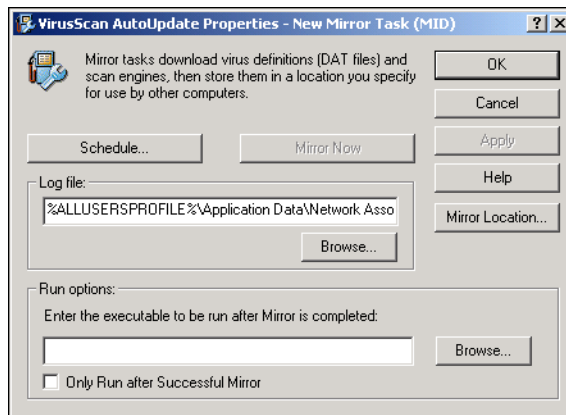 VirusScan AutoUpdate Properties - New Mirror Task (MID)
Mirror tasks download virus definitions (DAT files) and
scan engines, then store them in a location you specify
for use by other computers.
OK
Cancel
Apply
Help
Mirror Location...
Schedule...
Mirror Now
Log file:
%ALLUSERSPROFILE%\Application Data\Network Asso
Browse...
Run options:
Enter the executable to be run after Mirror is completed:
Browse...
Only Run after Successful Mirror